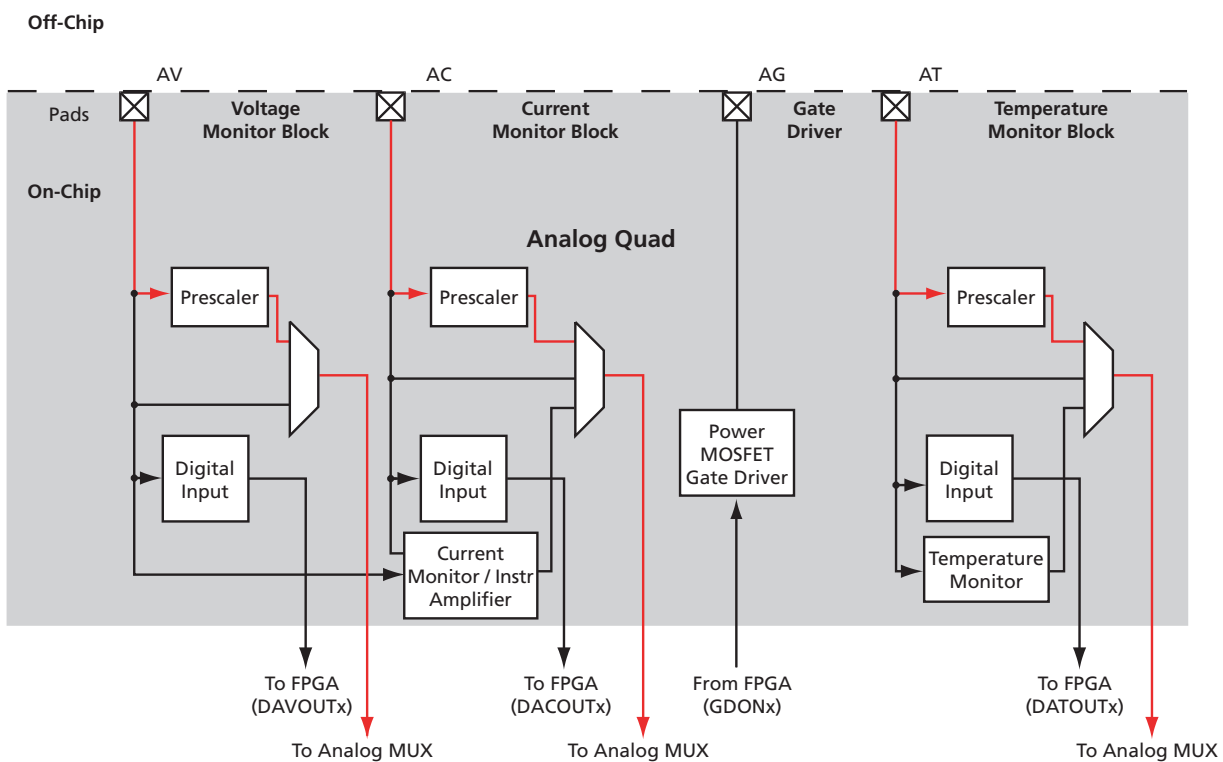 Off-Chip
AV
AC
AG
AT
Pads
Voltage
Monitor Block
Current
Monitor Block
Gate
Driver
Temperature
Monitor Block
On-Chip
Analog Quad
Prescaler
Prescaler
Prescaler
Power
MOSFET
Gate Driver
Digital
Input
Digital
Input
Digital
Input
Current
Monitor / Instr
Amplifier
Temperature
Monitor
To FPGA
(DAVOUTx)
To FPGA
(DACOUTx)
From FPGA
(GDONx)
To FPGA
(DATOUTx)
To Analog MUX
To Analog MUX
To Analog MUX